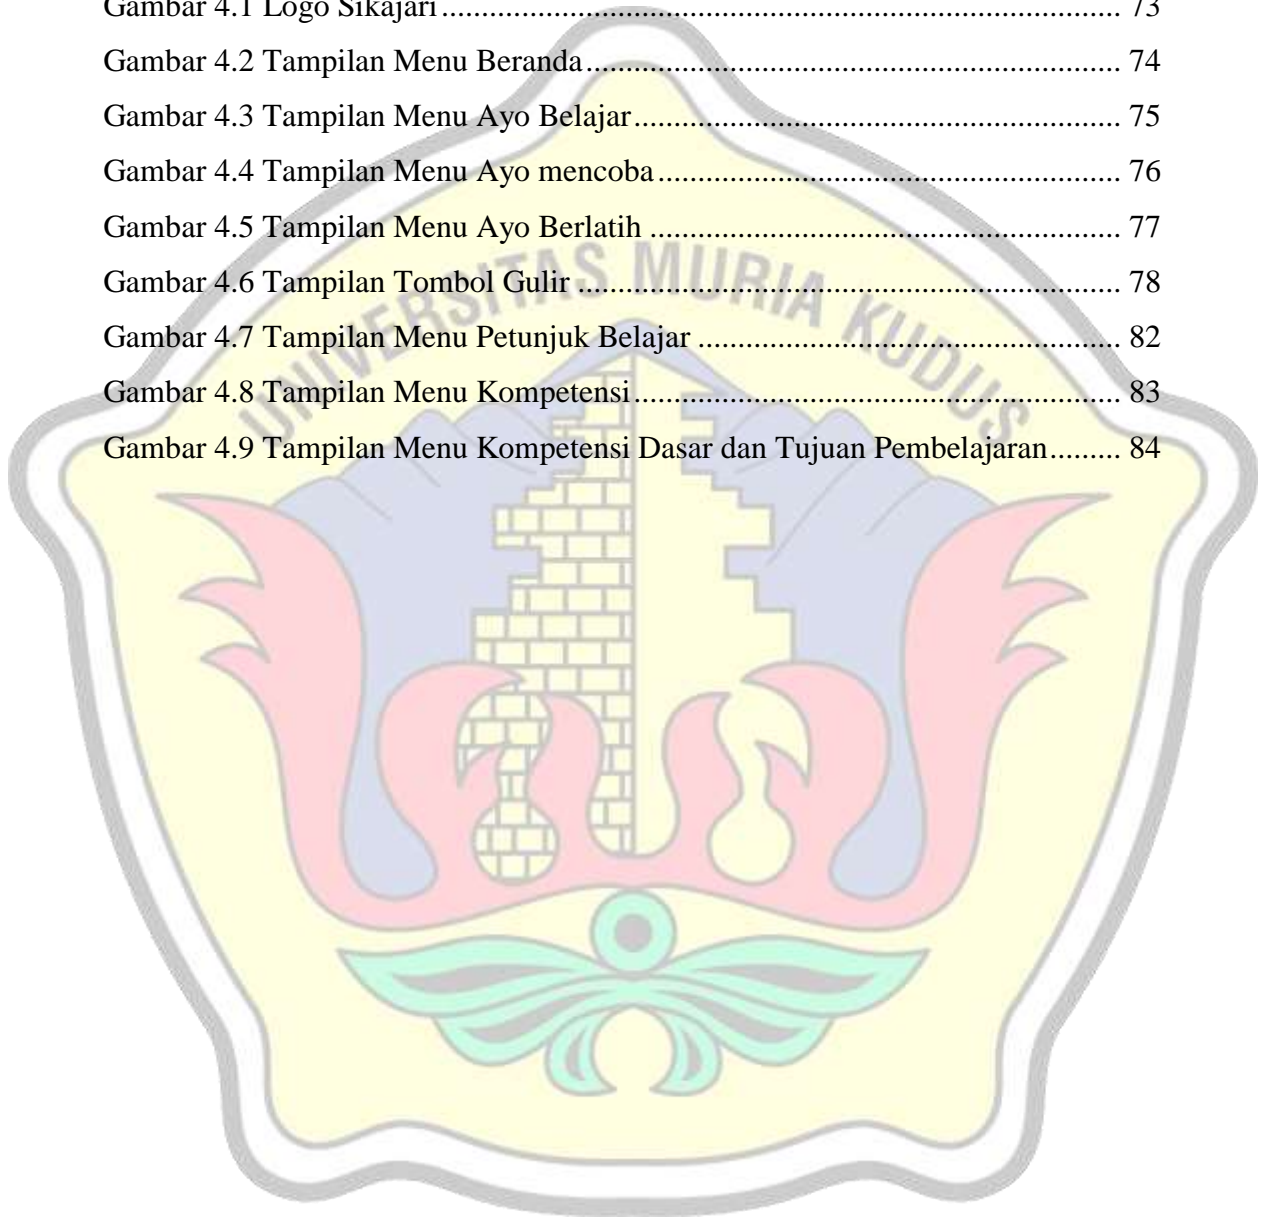 Gambar 4.1 Logo Sikajari ........................................................................................ 73
Gambar 4.2 Tampilan Menu Beranda.................................................................... 74
Gambar 4.3 Tampilan Menu Ayo Belajar.............................................................. 75
Gambar 4.4 Tampilan Menu Ayo mencoba........................................................... 76
Gambar 4.5 Tampilan Menu Ayo Berlatih ............................................................ 77
Gambar 4.6 Tampilan Tombol Gulir ..................................................................... 78
Gambar 4.7 Tampilan Menu Petunjuk Belajar ...................................................... 82
Gambar 4.8 Tampilan Menu Kompetensi.............................................................. 83
Gambar 4.9 Tampilan Menu Kompetensi Dasar dan Tujuan Pembelajaran......... 84
UNIVERSITAS MURIA KUDUS